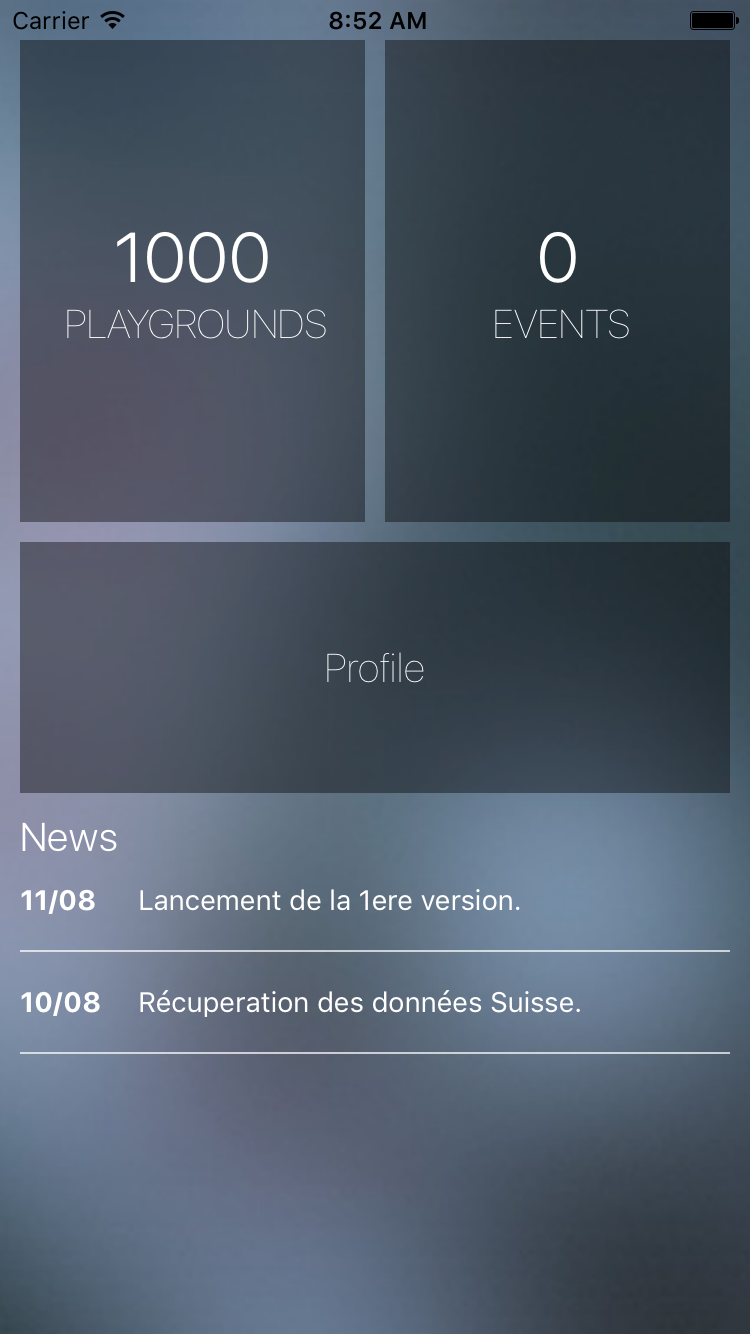 Carrier 8:52 AM
1000
PLAYGROUNDS
0
EVENTS
Profile
News
11/08 Lancement de la 1ere version.
10/08 Récuperation des données Suisse.